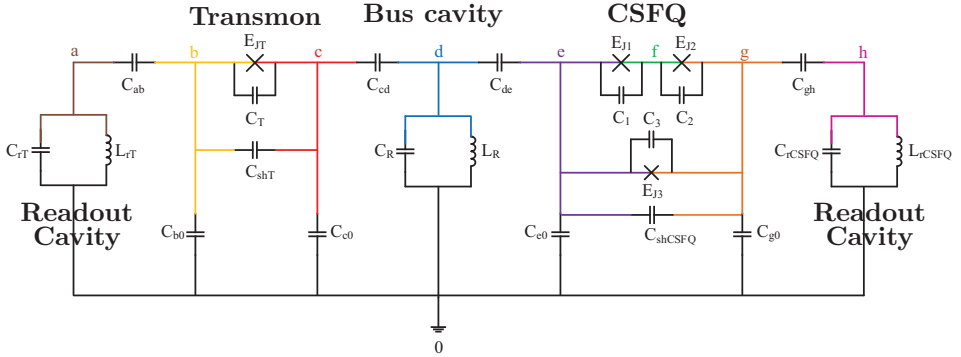 Transmon
Bus cavity
CSFQ
a
b
c
d
e
f
g
h
E_JT
E_J1
E_J2
C_ab
C_cd
C_de
C_gh
C_T
C_1
C_2
C_3
C_rT
L_rT
C_shT
C_R
L_R
E_J3
C_rCSFQ
L_rCSFQ
Readout
Cavity
C_b0
C_c0
C_e0
C_shCSFQ
C_g0
Readout
Cavity
0